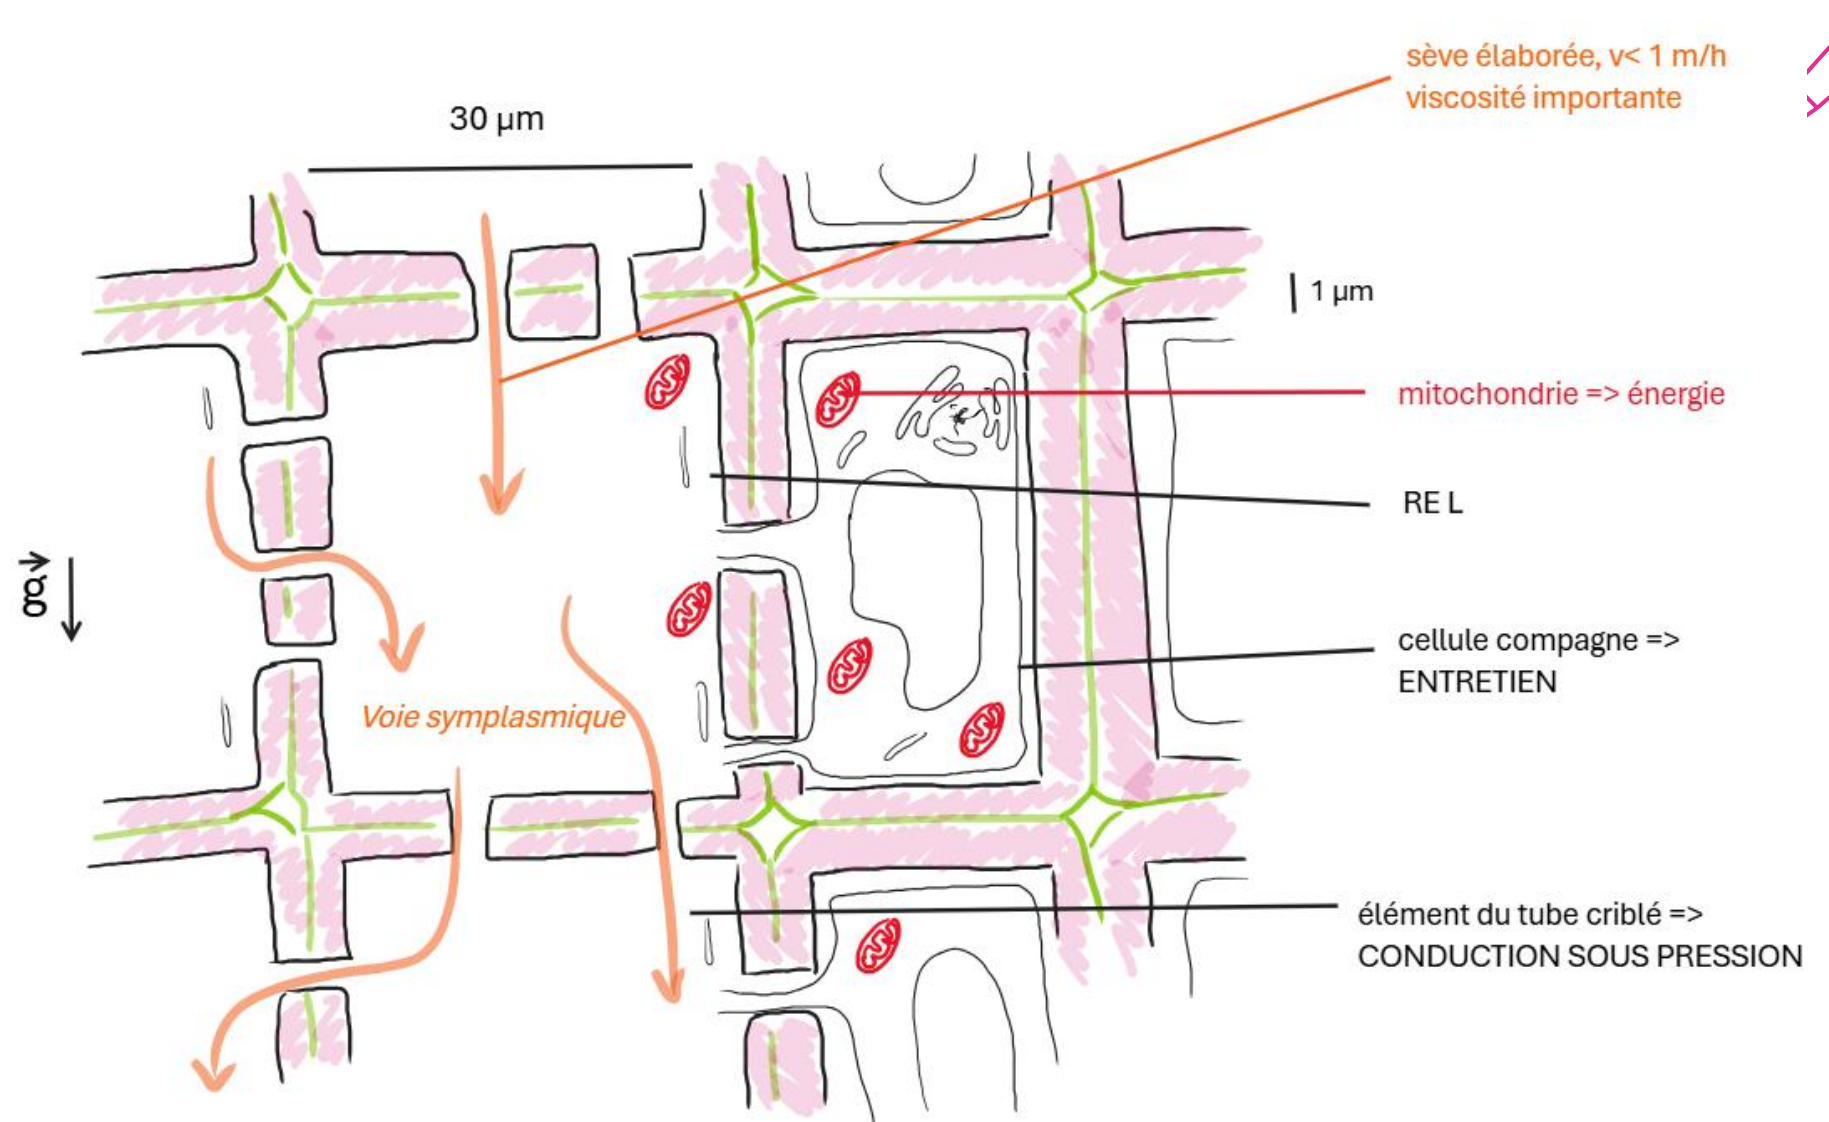 sève élaborée, v< 1 m/h
viscosité importante
30 µm
1 µm
mitochondrie => énergie
RE L
g
cellule compagne =>
ENTRETIEN
Voie symplasmique
élément du tube criblé =>
CONDUCTION SOUS PRESSION